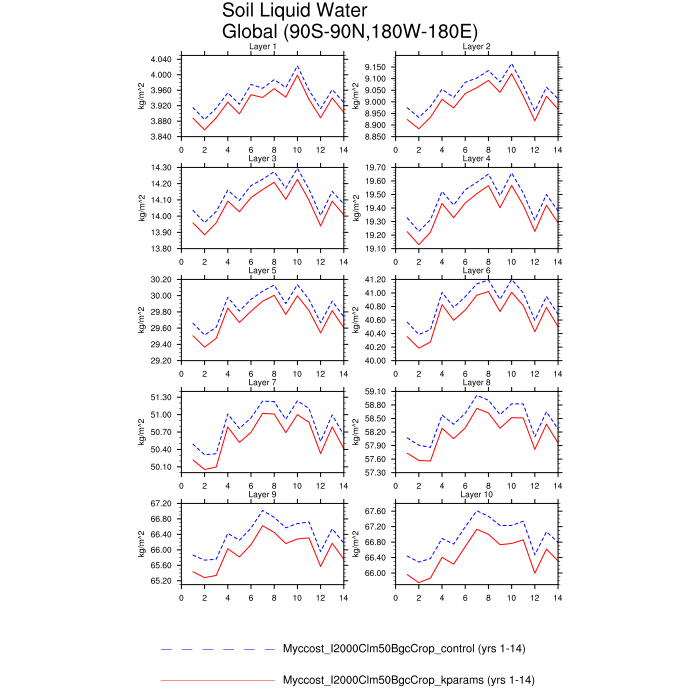 Soil Liquid Water
Global (90S-90N,180W-180E)
Layer 1
kg/m^2
4.040
4.000
3.960
3.920
3.880
3.840
0 2 4 6 8 10 12 14
Layer 2
kg/m^2
9.150
9.100
9.050
9.000
8.950
8.900
8.850
0 2 4 6 8 10 12 14
Layer 3
kg/m^2
14.30
14.20
14.10
14.00
13.90
13.80
0 2 4 6 8 10 12 14
Layer 4
kg/m^2
19.70
19.60
19.50
19.40
19.30
19.20
19.10
0 2 4 6 8 10 12 14
Layer 5
kg/m^2
30.20
30.00
29.80
29.60
29.40
29.20
0 2 4 6 8 10 12 14
Layer 6
kg/m^2
41.20
41.00
40.80
40.60
40.40
40.20
40.00
0 2 4 6 8 10 12 14
Layer 7
kg/m^2
51.30
51.00
50.70
50.40
50.10
0 2 4 6 8 10 12 14
Layer 8
kg/m^2
59.10
58.80
58.50
58.20
57.90
57.60
57.30
0 2 4 6 8 10 12 14
Layer 9
kg/m^2
67.20
66.80
66.40
66.00
65.60
65.20
0 2 4 6 8 10 12 14
Layer 10
kg/m^2
67.60
67.20
66.80
66.40
66.00
0 2 4 6 8 10 12 14
Myccost_I2000Clm50BgcCrop_control (yrs 1-14)
Myccost_I2000Clm50BgcCrop_kparams (yrs 1-14)